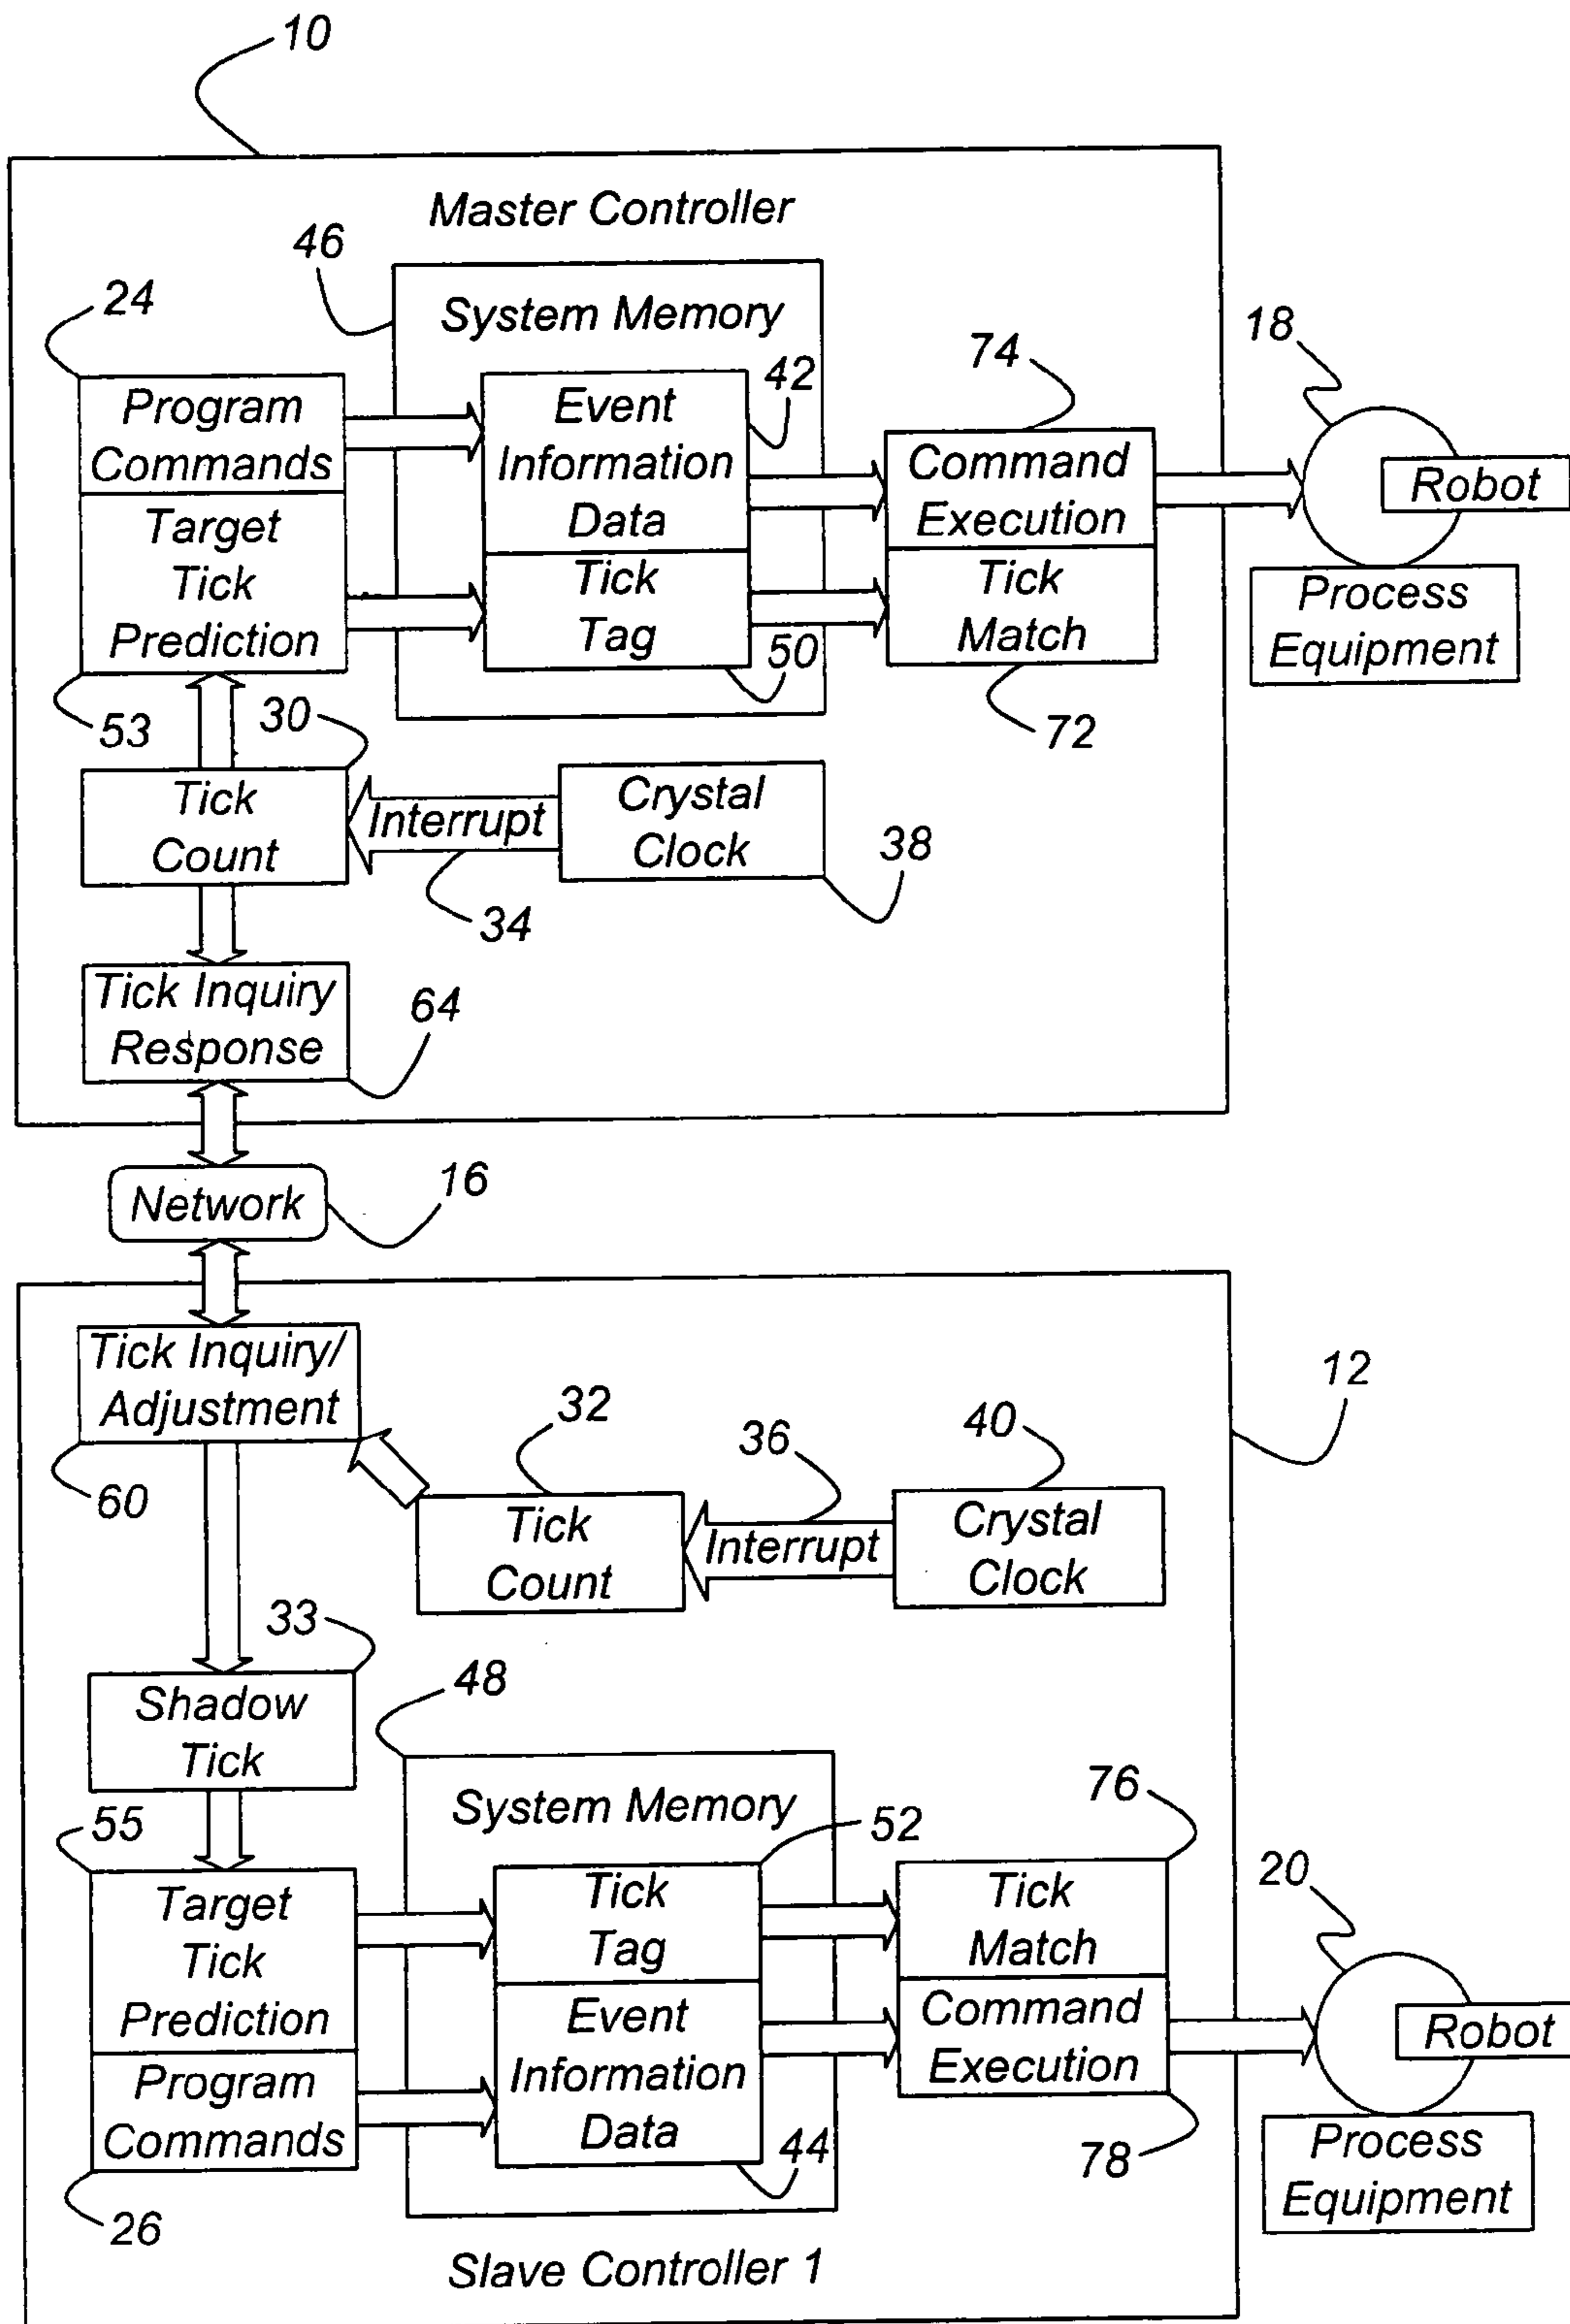 10
Master Controller
46
System Memory
24
Program
Commands
Target
Tick
Prediction
53
Event
Information
Data
42
Tick
Tag
50
74
Command
Execution
Tick
Match
72
18
Robot
Process
Equipment
30
Tick
Count
Interrupt
34
Crystal
Clock
38
Tick Inquiry
Response
64
Network
16
Tick Inquiry/
Adjustment
60
12
32
Tick
Count
36
Interrupt
40
Crystal
Clock
33
Shadow
Tick
48
System Memory
55
Target
Tick
Prediction
Program
Commands
26
52
Tick
Tag
Event
Information
Data
44
76
Tick
Match
Command
Execution
78
20
Robot
Process
Equipment
Slave Controller 1